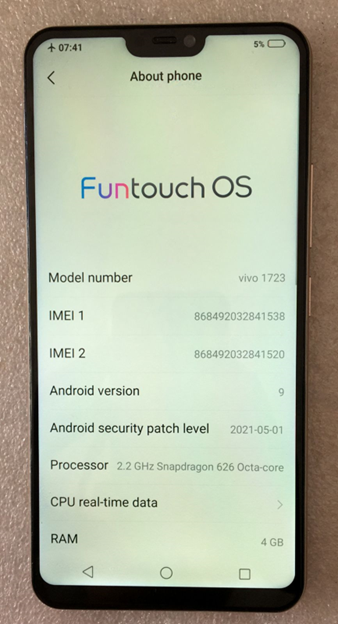 07:41 5%
About phone
Funtouch OS
Model number vivo 1723
IMEI 1 868492032841538
IMEI 2 868492032841520
Android version 9
Android security patch level 2021-05-01
Processor 2.2 GHz Snapdragon 626 Octa-core
CPU real-time data
RAM 4 GB